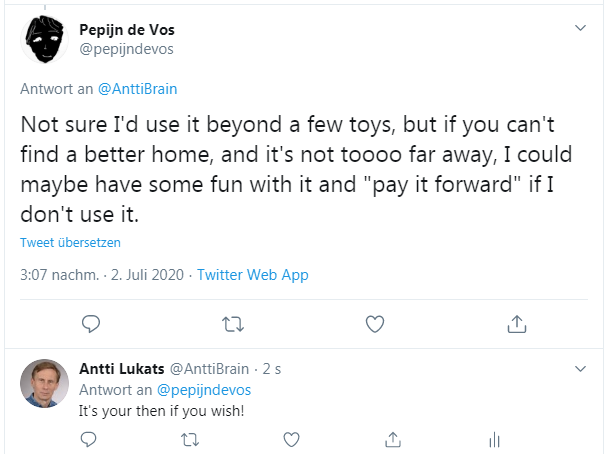 Pepijn de Vos
@pepijndevos
Antwort an @AnttiBrain
Not sure I'd use it beyond a few toys, but if you can't
find a better home, and it's not toooo far away, I could
maybe have some fun with it and "pay it forward" if I
don't use it.
Tweet übersetzen
3:07 nachm. · 2. Juli 2020 · Twitter Web App
Antti Lukats @AnttiBrain · 2 s
Antwort an @pepijndevos
It's your then if you wish!